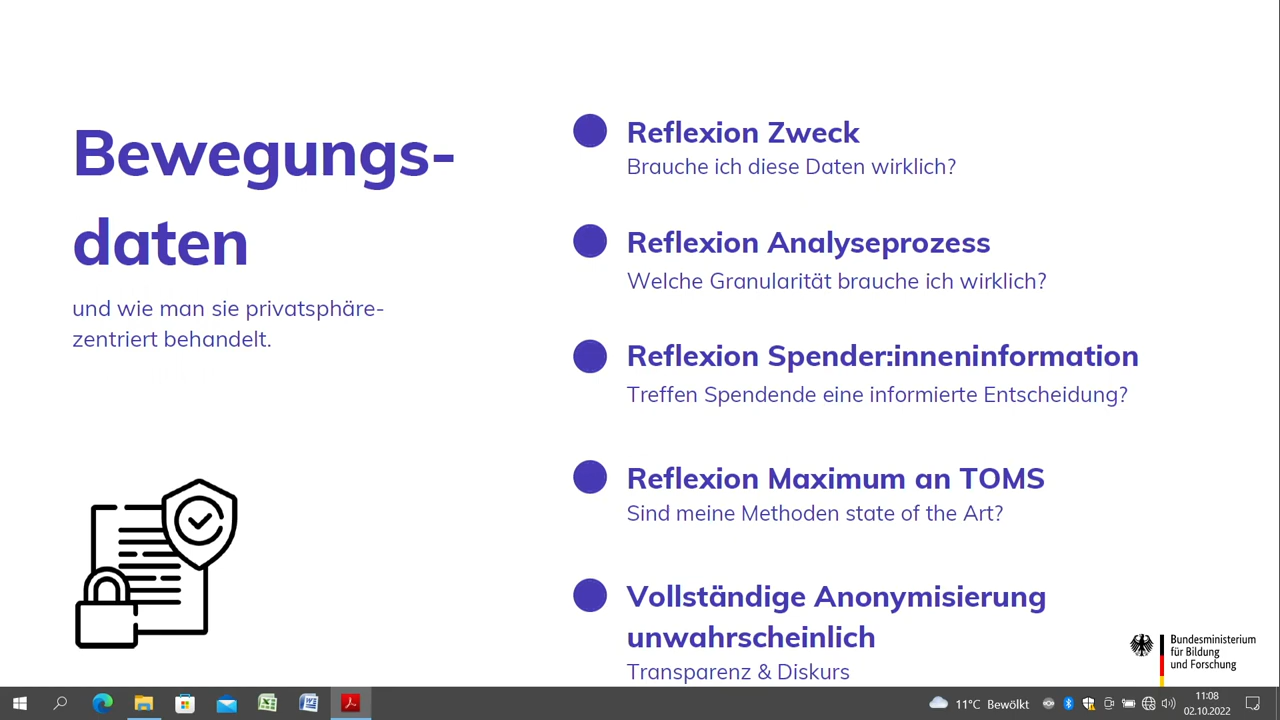 Bewegungs-
daten
und wie man sie privatsphäre-
zentriert behandelt.
Reflexion Zweck
Brauche ich diese Daten wirklich?
Reflexion Analyseprozess
Welche Granularität brauche ich wirklich?
Reflexion Spender:inneninformation
Treffen Spendende eine informierte Entscheidung?
Reflexion Maximum an TOMS
Sind meine Methoden state of the Art?
Vollständige Anonymisierung
unwahrscheinlich
Transparenz & Diskurs
Bundesministerium
für Bildung
und Forschung
11°C Bewölkt
11:08
02.10.2022